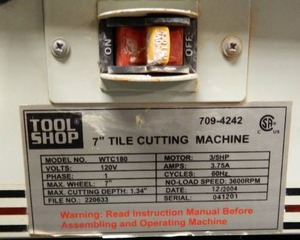 OFF
ON
TOOL SHOP
709-4242
7" TILE CUTTING MACHINE
MODEL NO. WTC180 MOTOR: 3/5HP
VOLTS: 120V AMPS: 3.75A
PHASE: 1 CYCLES: 60Hz
MAX. WHEEL: 7" NO-LOAD SPEED: 3600RPM
MAX. CUTTING DEPTH: 1.34" DATE: 12/2004
FILE NO.: 220633 SERIAL: 041201
Warning: Read Instruction Manual Before
Assembling and Operating Machine